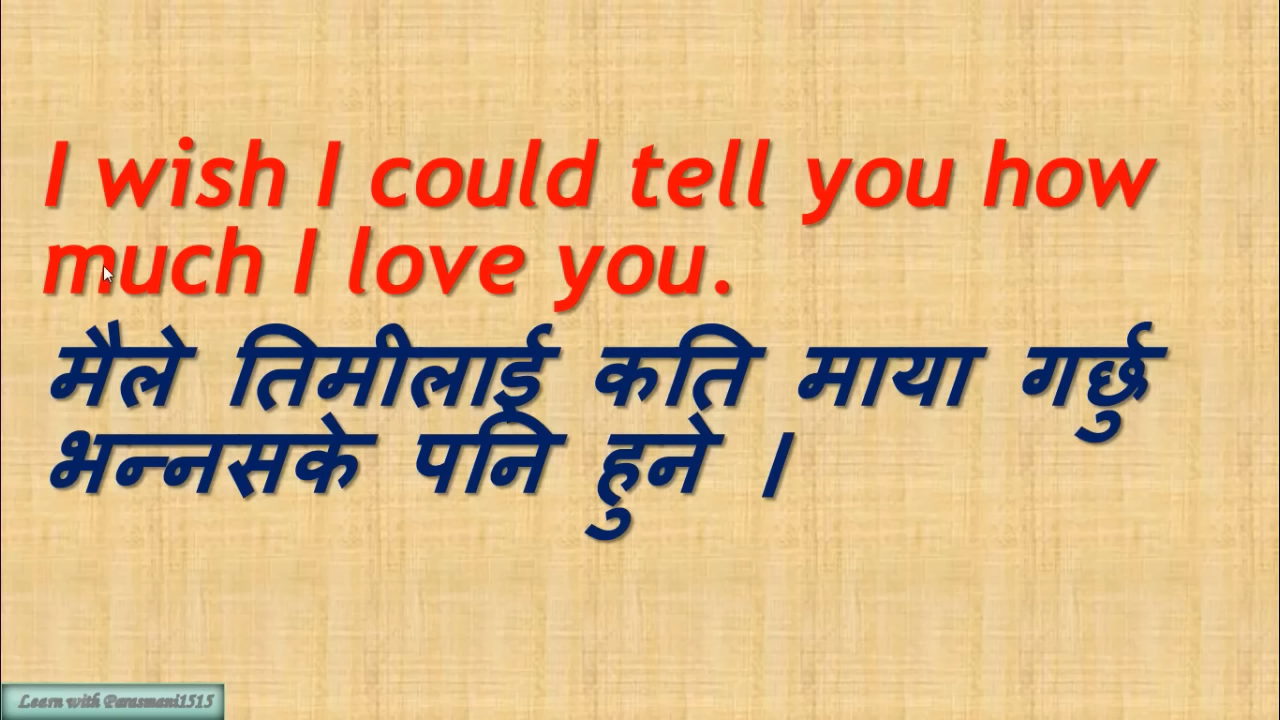 I wish I could tell you how
much I love you.
मैले तिमीलाई कति माया गर्छु
भन्नसके पनि हुने ।
Learn with Parasmani1515